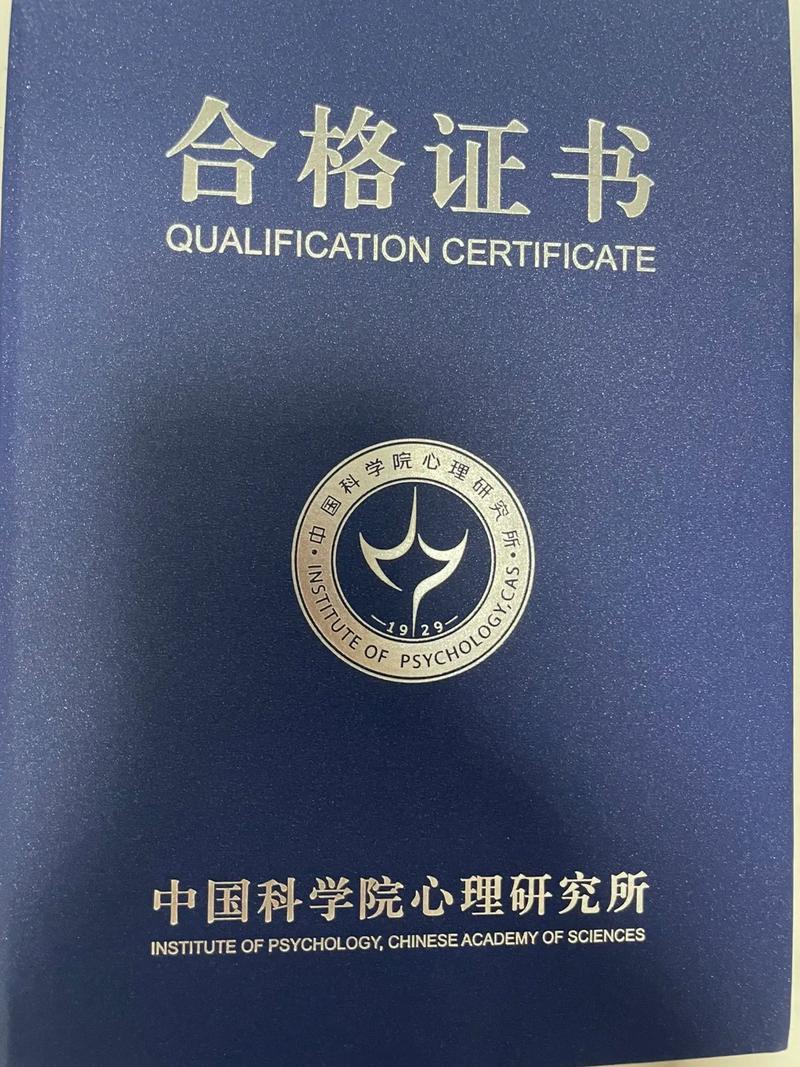 合格证书
QUALIFICATION CERTIFICATE
中国科学院心理研究所
1929
INSTITUTE OF PSYCHOLOGY,CAS
中国科学院心理研究所
INSTITUTE OF PSYCHOLOGY, CHINESE ACADEMY OF SCIENCES